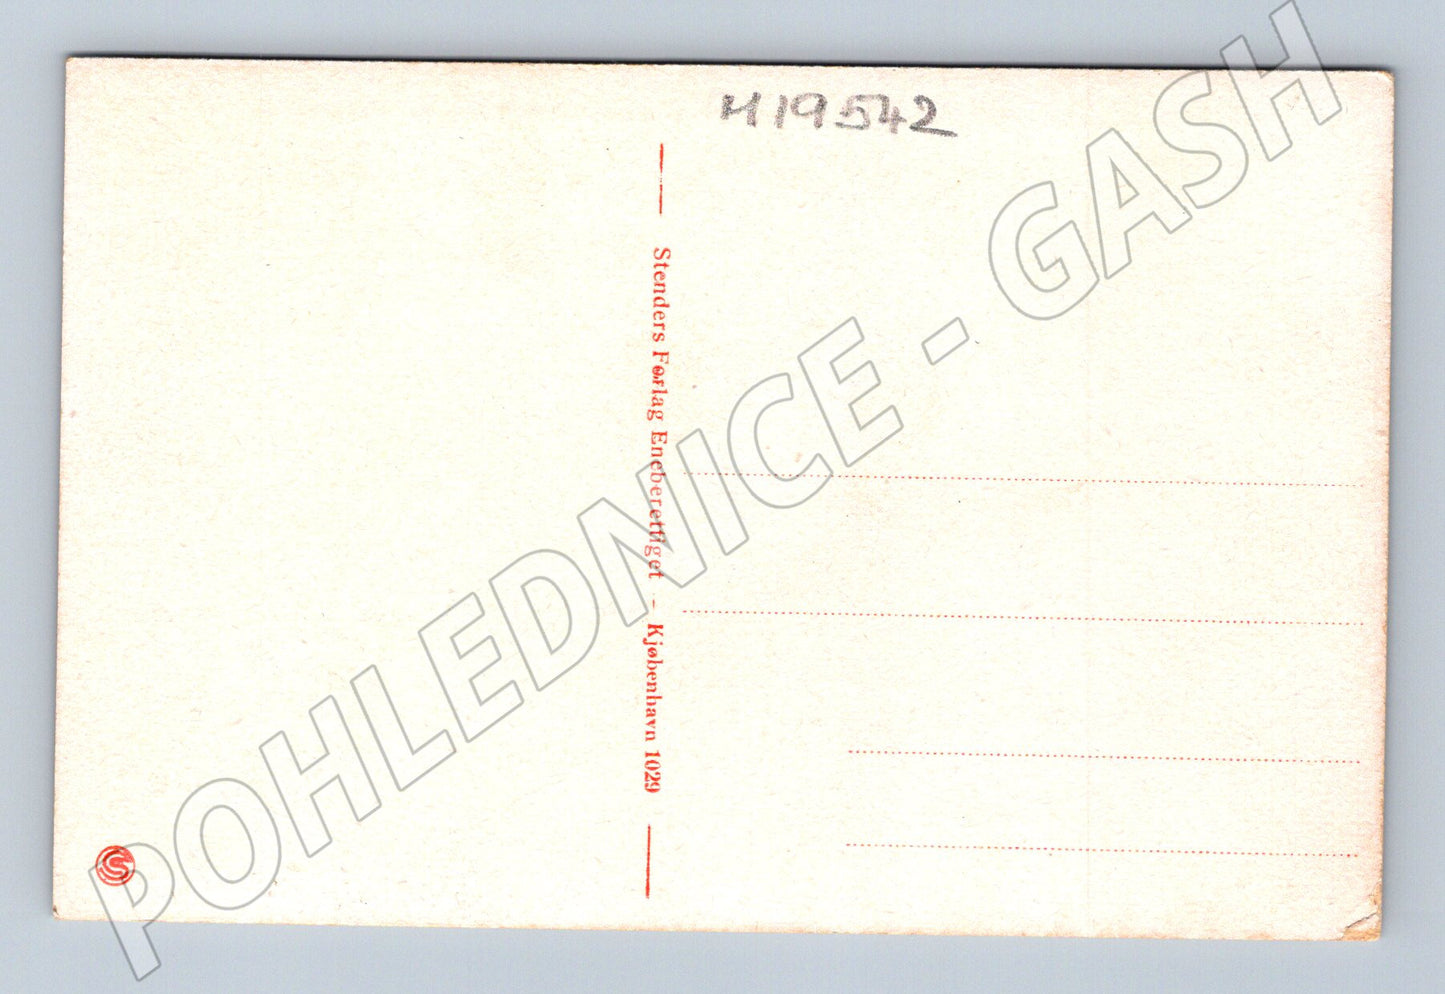 H19542
Stenders Forlag Eneberettiget - Kjøbenhavn 1029
S
POHLEDNICE - GASH